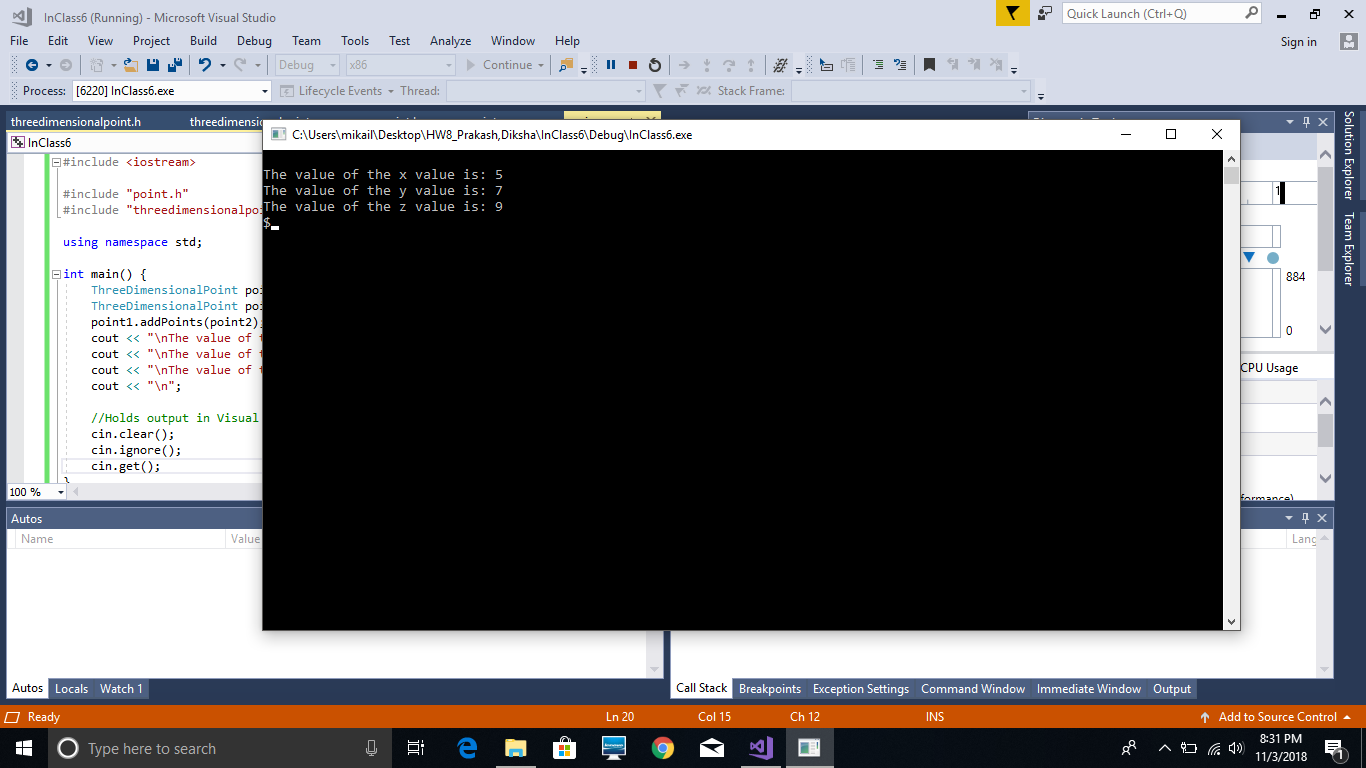 InClass6 (Running) - Microsoft Visual Studio
Quick Launch (Ctrl+Q)
File Edit View Project Build Debug Team Tools Test Analyze Window Help
Sign in
Debug x86 Continue
Process: [6220] InClass6.exe Lifecycle Events Thread: Stack Frame:
threedimensionalpoint.h
C:\Users\mikail\Desktop\HW8_Prakash,Diksha\InClass6\Debug\InClass6.exe
The value of the x value is: 5
The value of the y value is: 7
The value of the z value is: 9
$
InClass6
#include <iostream>
#include "point.h"
#include "threedimensionalpoi
using namespace std;
int main() {
ThreeDimensionalPoint poi
ThreeDimensionalPoint poi
point1.addPoints(point2);
cout << "\nThe value of t
cout << "\nThe value of t
cout << "\nThe value of t
cout << "\n";
//Holds output in Visual
cin.clear();
cin.ignore();
cin.get();
}
100 %
884
0
CPU Usage
Solution Explorer
Team Explorer
Autos
Name Value
Lang
Autos Locals Watch 1
Call Stack Breakpoints Exception Settings Command Window Immediate Window Output
Ready Ln 20 Col 15 Ch 12 INS Add to Source Control
Type here to search
8:31 PM
11/3/2018
1